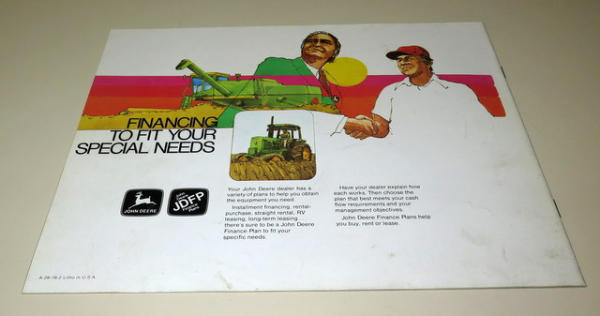 FINANCING
TO FIT YOUR
SPECIAL NEEDS
JOHN DEERE
JDFP
Your John Deere dealer has a
variety of plans to help you obtain
the equipment you need.
Installment financing, rental-
purchase, straight rental, RV
leasing, long-term leasing . . .
there's sure to be a John Deere
Finance Plan to fit your
specific needs.
Have your dealer explain how
each works. Then choose the
plan that best meets your cash
flow requirements and your
management objectives.
John Deere Finance Plans help
you buy, rent or lease.
Litho in U.S.A.